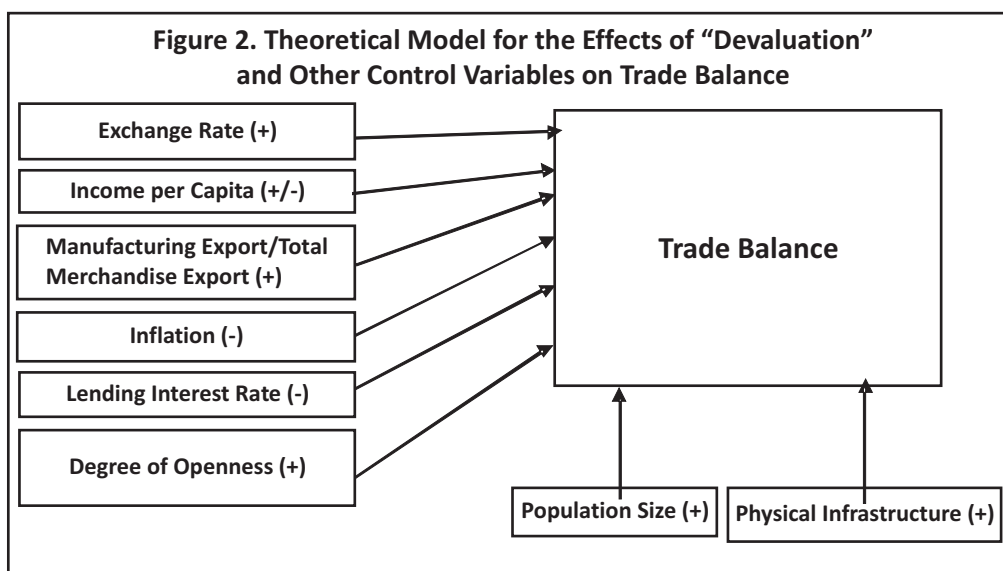 Figure 2. Theoretical Model for the Effects of “Devaluation”
and Other Control Variables on Trade Balance
Exchange Rate (+)
Income per Capita (+/-)
Manufacturing Export/Total
Merchandise Export (+)
Inflation (-)
Lending Interest Rate (-)
Degree of Openness (+)
Trade Balance
Population Size (+)
Physical Infrastructure (+)